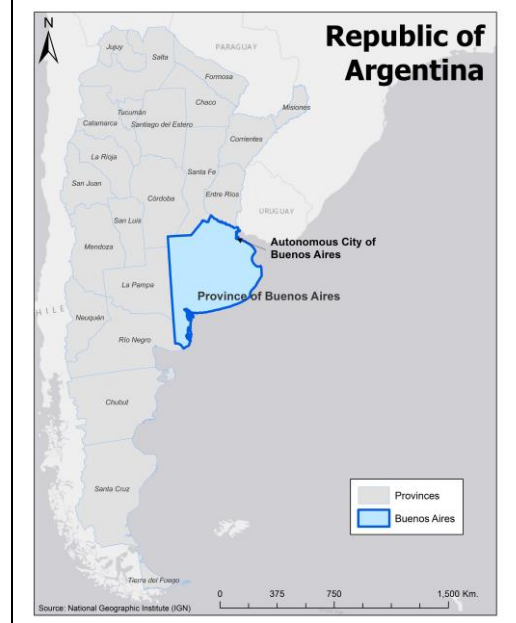 N
Republic of
Argentina
PARAGUAY
Jujuy
Salta
Formosa
Chaco
Misiones
Tucumán
Catamarca
Santiago del Estero
Corrientes
La Rioja
Santa Fe
San Juan
Córdoba
Entre Ríos
San Luis
URUGUAY
Autonomous City of
Buenos Aires
Mendoza
La Pampa
Province of Buenos Aires
HILE
Neuquén
Río Negro
Chubut
Santa Cruz
Provinces
Buenos Aires
Tierra del Fuego
0 375 750 1,500 Km.
Source: National Geographic Institute (IGN)